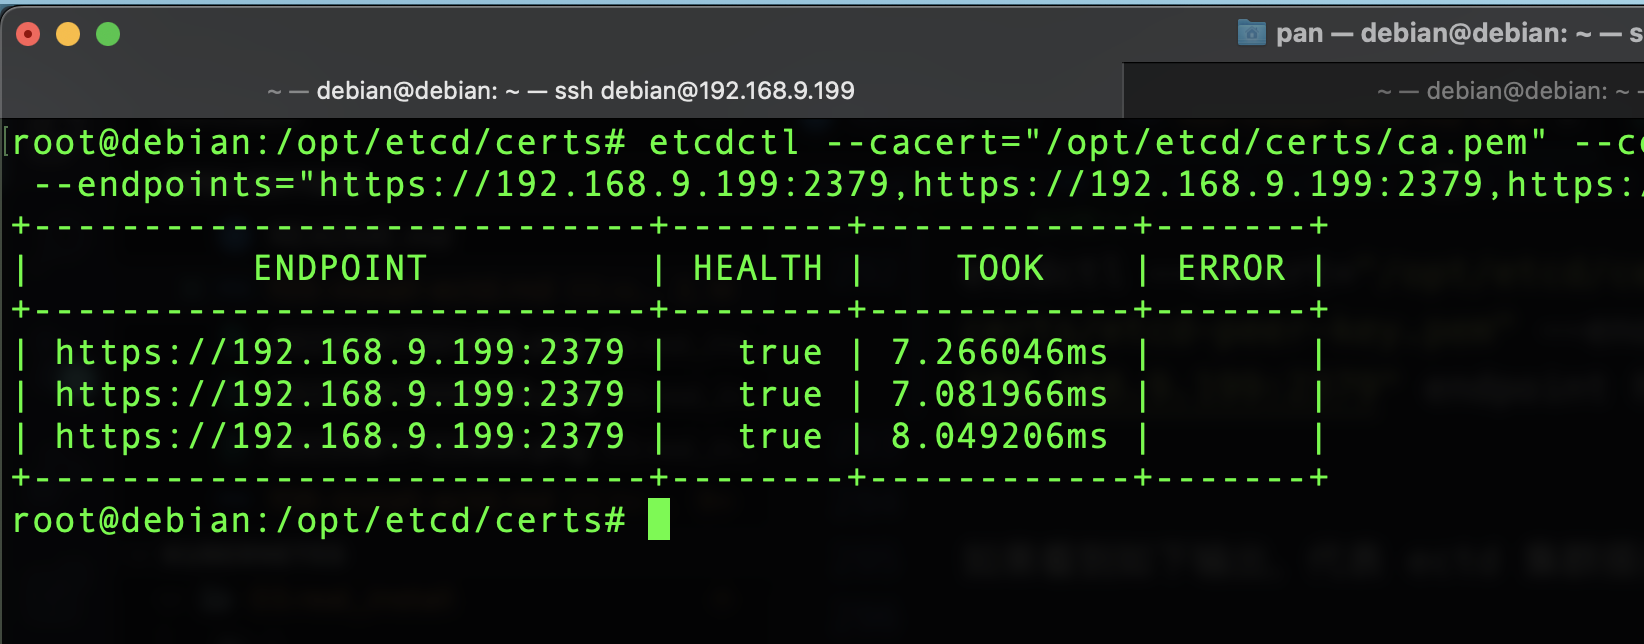 pan — debian@debian: ~ — s
~ — debian@debian: ~ — ssh debian@192.168.9.199
~ — debian@debian: ~ -
[root@debian:/opt/etcd/certs# etcdctl --cacert="/opt/etcd/certs/ca.pem" --ce
--endpoints="https://192.168.9.199:2379,https://192.168.9.199:2379,https:/
+----------------------------+--------+------------+-------+
| ENDPOINT | HEALTH | TOOK | ERROR |
+----------------------------+--------+------------+-------+
| https://192.168.9.199:2379 | true | 7.266046ms | |
| https://192.168.9.199:2379 | true | 7.081966ms | |
| https://192.168.9.199:2379 | true | 8.049206ms | |
+----------------------------+--------+------------+-------+
root@debian:/opt/etcd/certs#